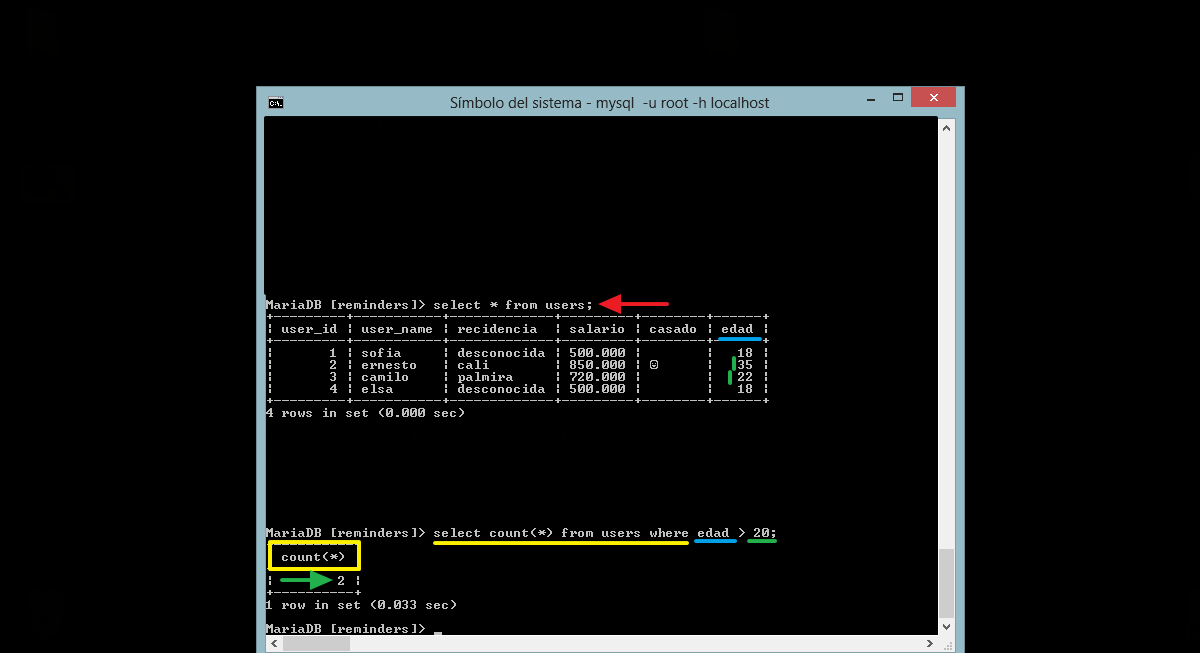 Símbolo del sistema - mysql -u root -h localhost
MariaDB [reminders]> select * from users;
+---------+-----------+-------------+---------+--------+------+
| user_id | user_name | recidencia  | salario | casado | edad |
+---------+-----------+-------------+---------+--------+------+
|       1 | sofia     | desconocida | 500.000 |        |   18 |
|       2 | ernesto   | cali        | 850.000 | ☺      |   35 |
|       3 | camilo    | palmira     | 720.000 |        |   22 |
|       4 | elsa      | desconocida | 500.000 |        |   18 |
+---------+-----------+-------------+---------+--------+------+
4 rows in set (0.000 sec)
MariaDB [reminders]> select count(*) from users where edad > 20;
count(*)
|        2 |
+----------+
1 row in set (0.033 sec)
MariaDB [reminders]> _